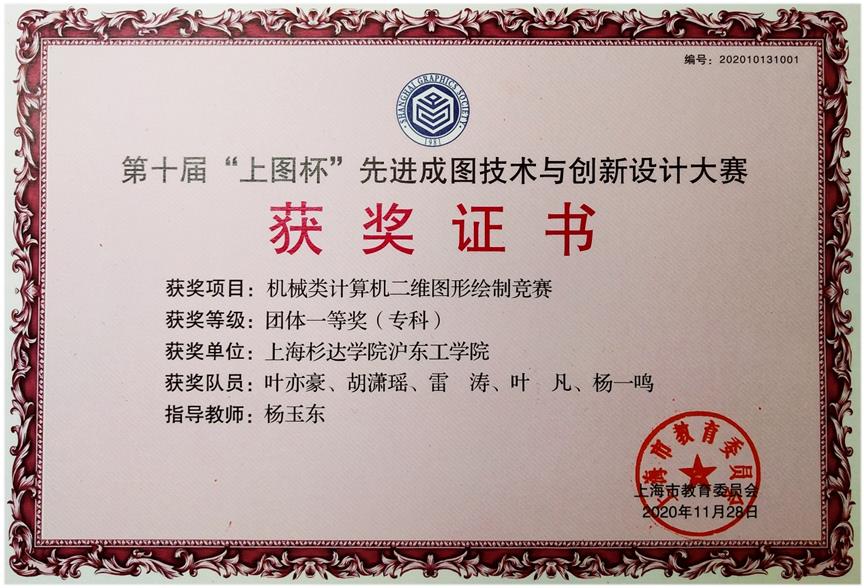 编号：202010131001
SHANGHAI GRAPHICS SOCIETY
1981
第十届“上图杯”先进成图技术与创新设计大赛
获奖证书
获奖项目：机械类计算机二维图形绘制竞赛
获奖等级：团体一等奖（专科）
获奖单位：上海杉达学院沪东工学院
获奖队员：叶亦豪、胡潇瑶、雷　涛、叶　凡、杨一鸣
指导教师：杨玉东
上海市教育委员会
上海市教育委员会
2020年11月28日